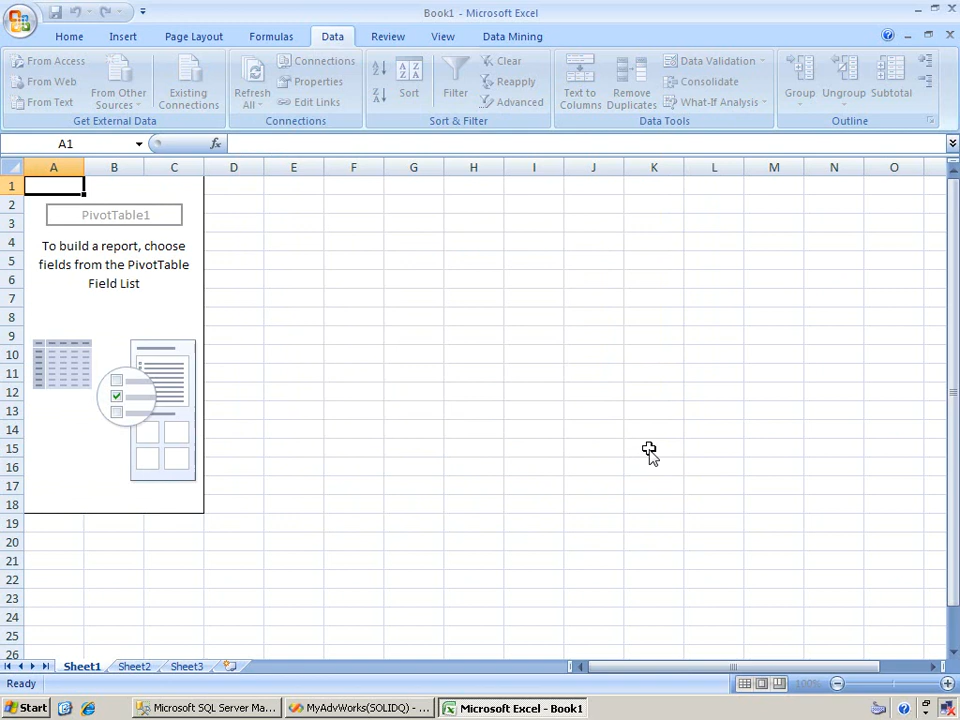 Book1 - Microsoft Excel
Home Insert Page Layout Formulas Data Review View Data Mining
From Access
From Web
From Text
From Other
Sources
Existing
Connections
Get External Data
Refresh
All
Connections
Properties
Edit Links
Connections
Sort
Filter
Clear
Reapply
Advanced
Sort & Filter
Text to
Columns
Remove
Duplicates
Data Validation
Consolidate
What-If Analysis
Data Tools
Group
Ungroup
Subtotal
Outline
A1 fx
A B C D E F G H I J K L M N O
1
2
3
4
5
6
7
8
9
10
11
12
13
14
15
16
17
18
19
20
21
22
23
24
25
26
PivotTable1
To build a report, choose
fields from the PivotTable
Field List
Sheet1 Sheet2 Sheet3
Ready 100%
Start Microsoft SQL Server Ma... MyAdvWorks(SOLIDQ) - ... Microsoft Excel - Book1